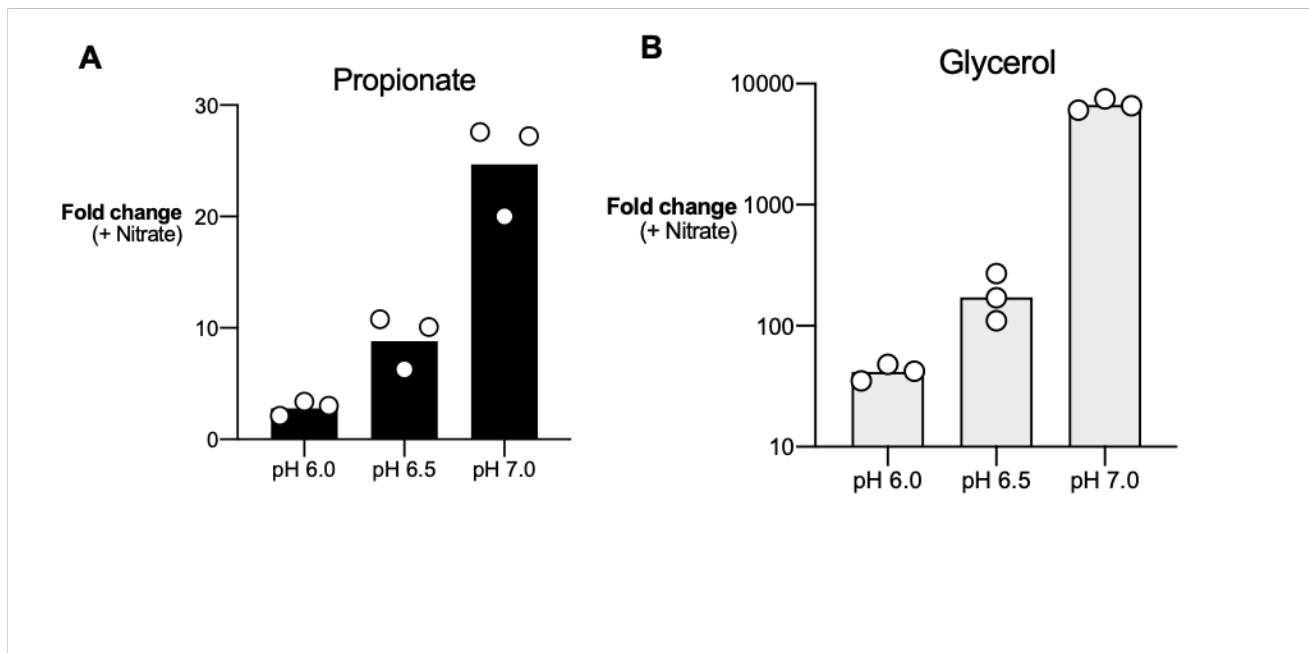 A
Propionate
30
20
10
0
Fold change
(+ Nitrate)
pH 6.0
pH 6.5
pH 7.0
B
Glycerol
10000
1000
100
10
Fold change
(+ Nitrate)
pH 6.0
pH 6.5
pH 7.0